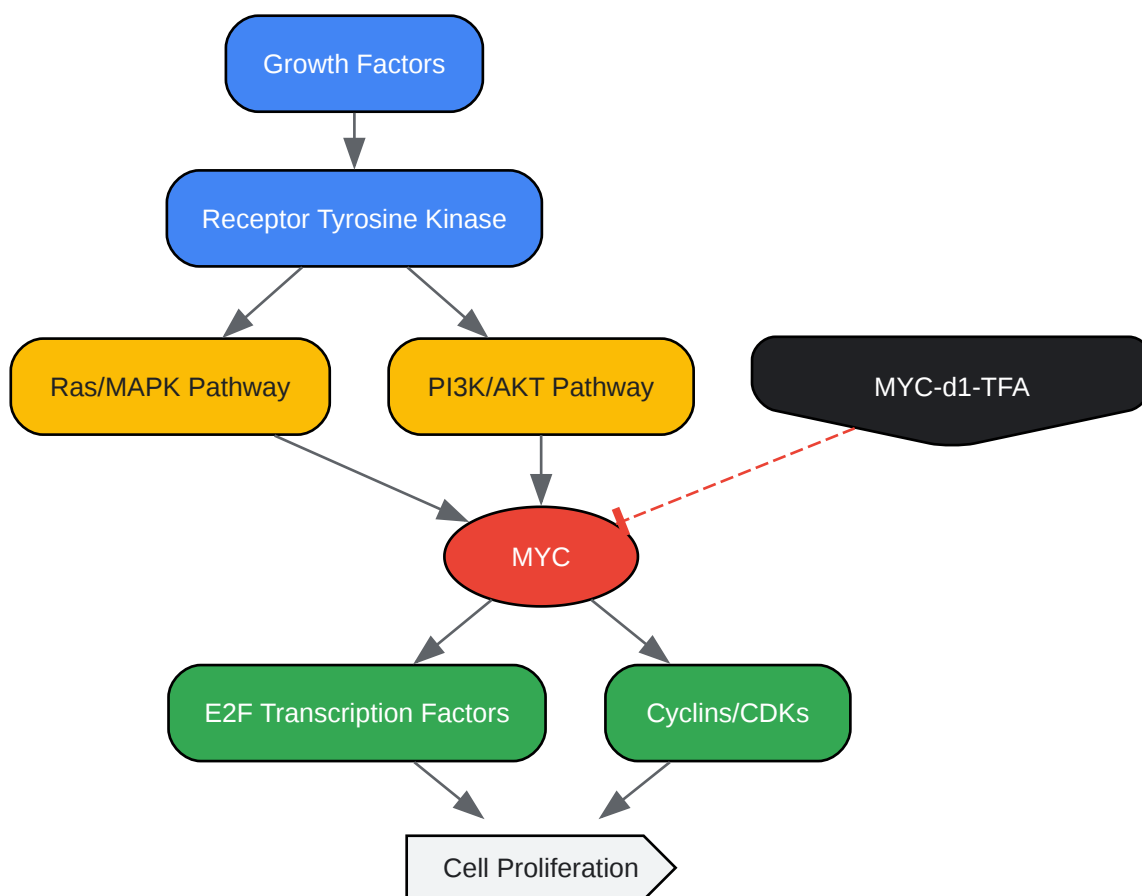 Growth Factors
Receptor Tyrosine Kinase
Ras/MAPK Pathway
PI3K/AKT Pathway
MYC-d1-TFA
MYC
E2F Transcription Factors
Cyclins/CDKs
Cell Proliferation